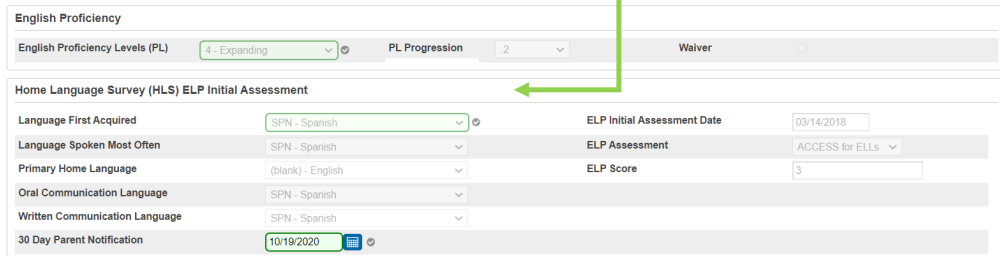 English Proficiency
English Proficiency Levels (PL) 4 - Expanding PL Progression 2 Waiver
Home Language Survey (HLS) ELP Initial Assessment
Language First Acquired SPN - Spanish ELP Initial Assessment Date 03/14/2018
Language Spoken Most Often SPN - Spanish ELP Assessment ACCESS for ELLs
Primary Home Language (blank) - English ELP Score 3
Oral Communication Language SPN - Spanish
Written Communication Language SPN - Spanish
30 Day Parent Notification 10/19/2020